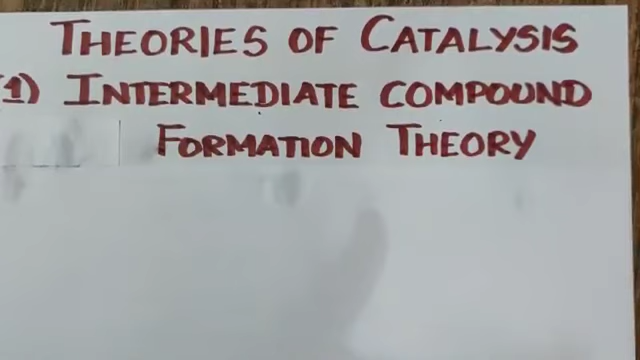 THEORIES OF CATALYSIS
(1) INTERMEDIATE COMPOUND
FORMATION THEORY